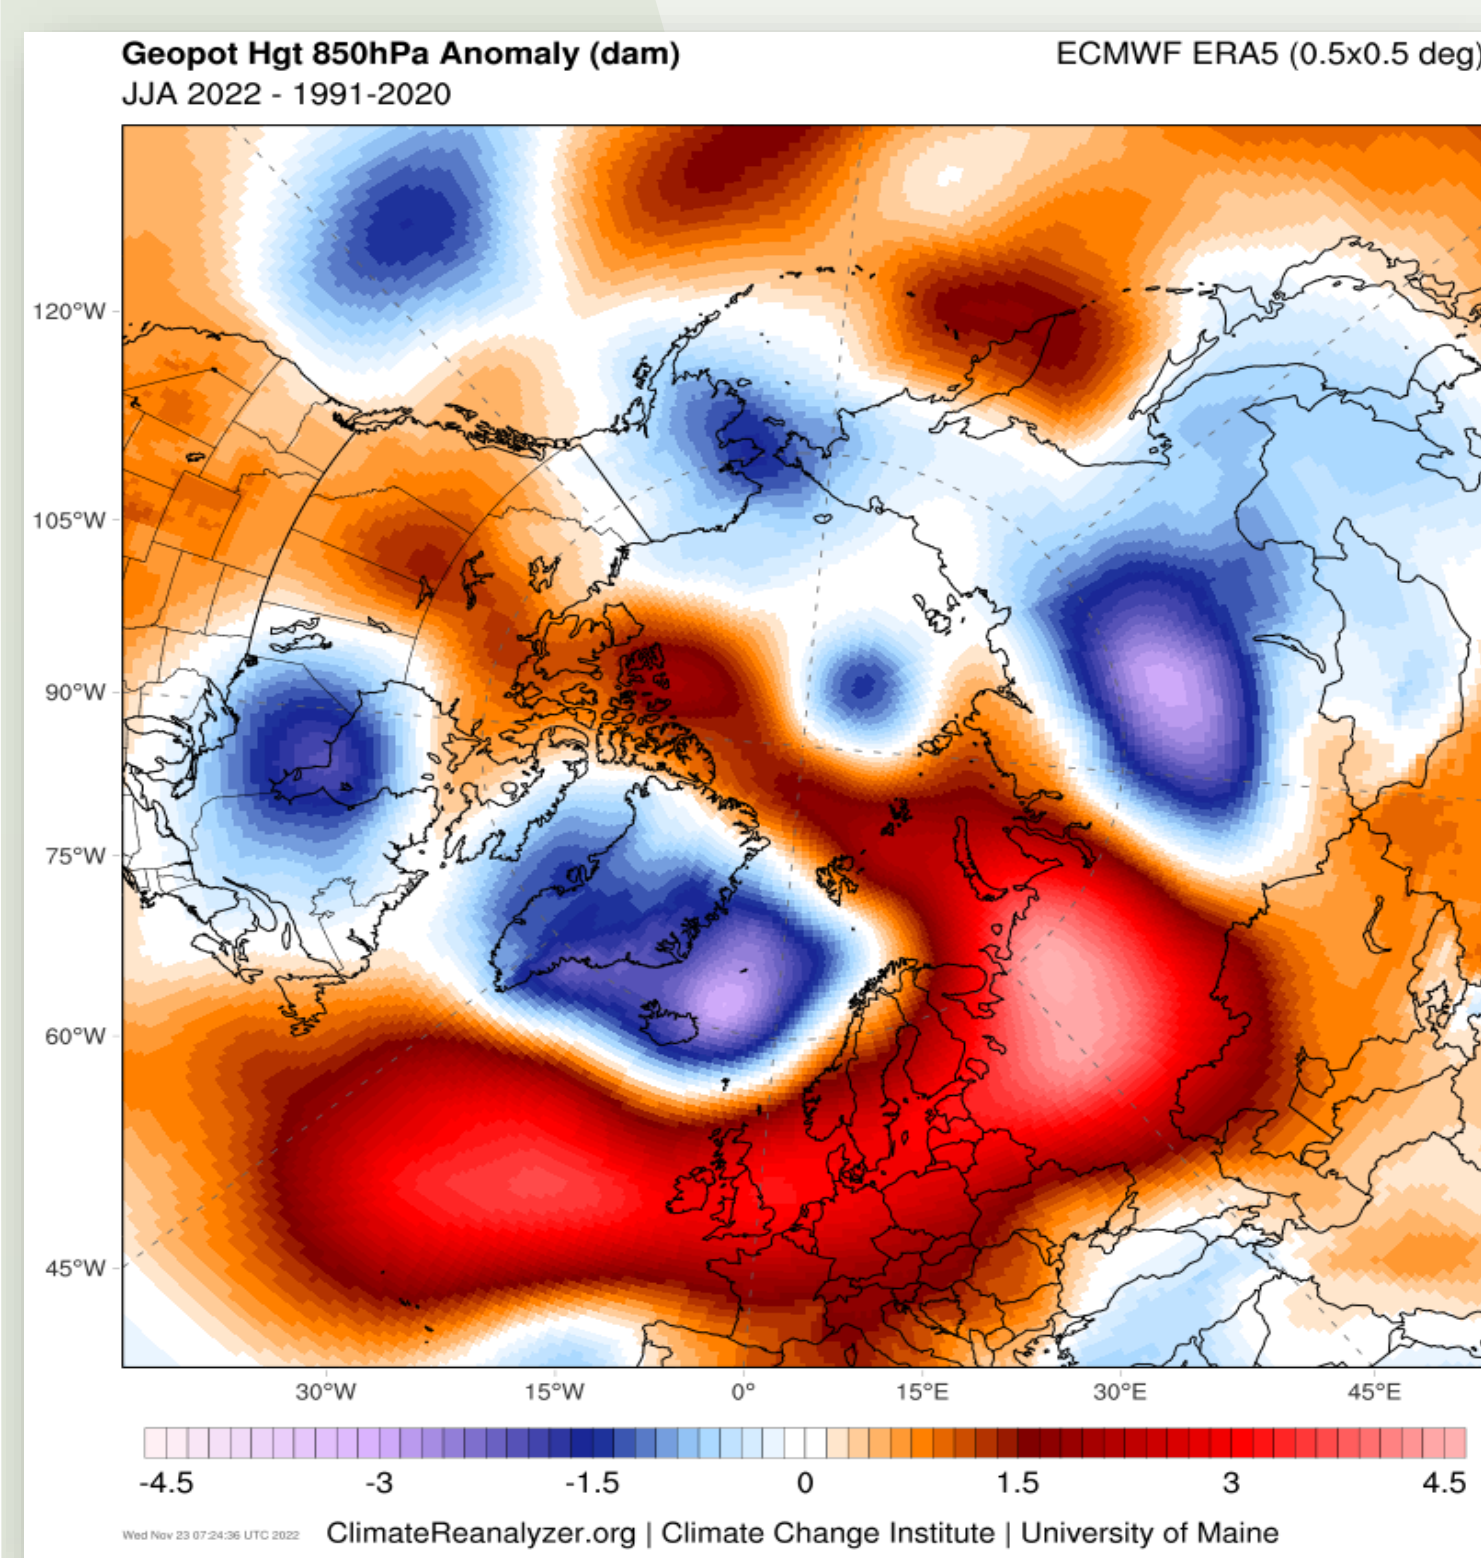 Geopot Hgt 850hPa Anomaly (dam)
ECMWF ERA5 (0.5x0.5 deg)
JJA 2022 - 1991-2020
120°W
105°W
90°W
75°W
60°W
45°W
30°W 15°W 0° 15°E 30°E 45°E
-4.5 -3 -1.5 0 1.5 3 4.5
Wed Nov 23 07:24:36 UTC 2022
ClimateReanalyzer.org | Climate Change Institute | University of Maine